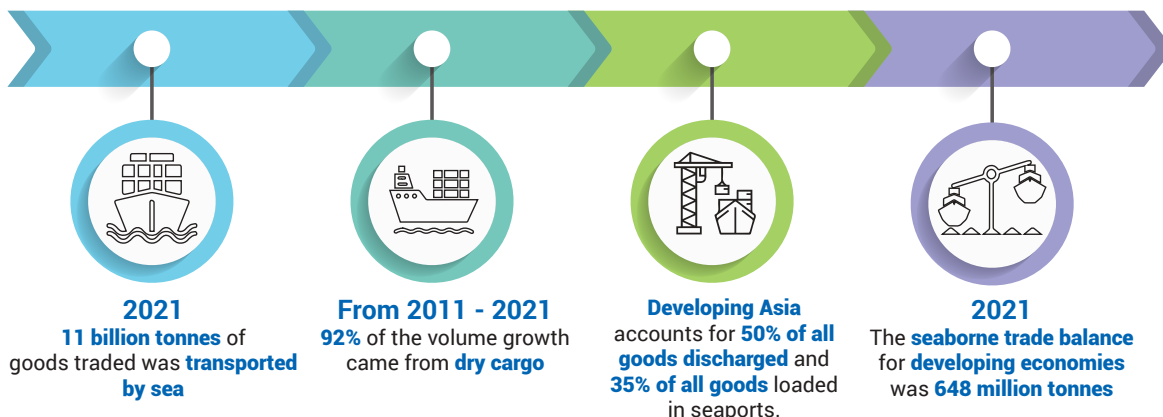 2021
11 billion tonnes of
goods traded was transported
by sea
From 2011 - 2021
92% of the volume growth
came from dry cargo
Developing Asia
accounts for 50% of all
goods discharged and
35% of all goods loaded
in seaports.
2021
The seaborne trade balance
for developing economies
was 648 million tonnes